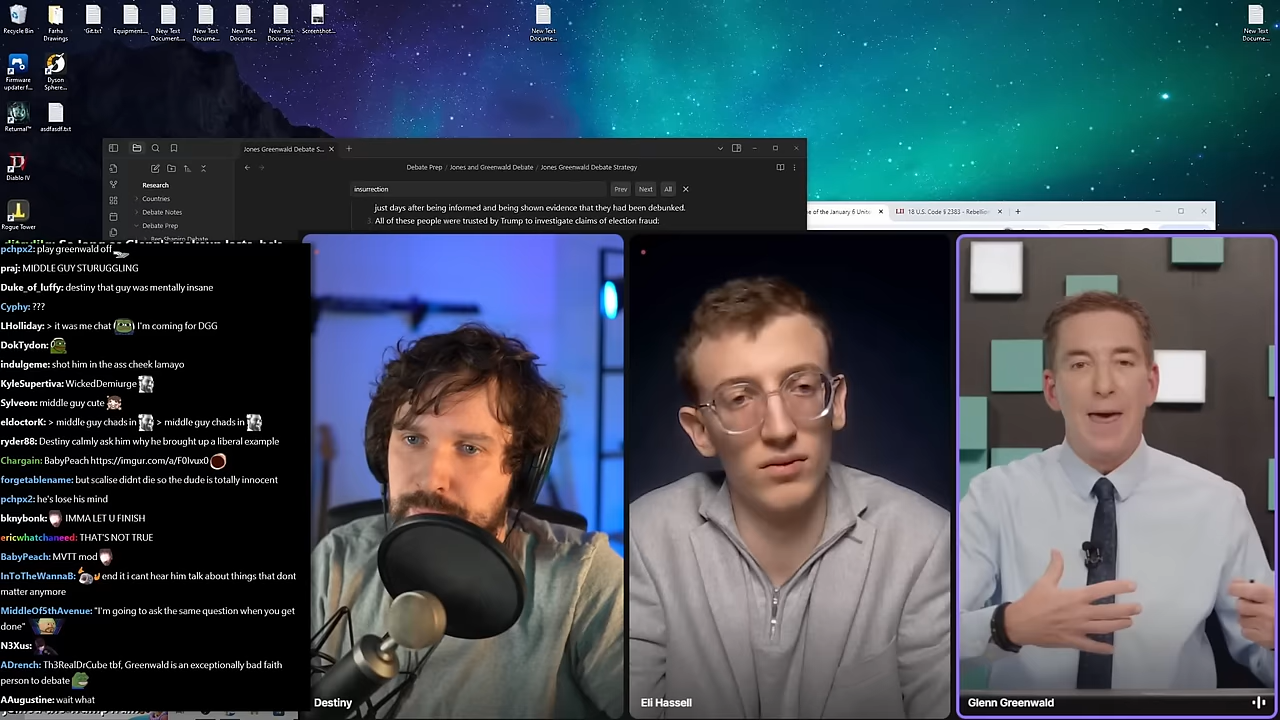 Recycle Bin
Farha Drawings
'Git.txt
Equipment...
New Text Document...
New Text Docume...
New Text Docume...
New Text Docume...
Screenshot...
New Text Docume...
New Text Docume...
Firmware updater f...
Dyson Sphere...
Returnal™
asdfasdf.txt
Diablo IV
Rogue Tower
Jones Greenwald Debate S...
Debate Prep / Jones and Greenwald Debate / Jones Greenwald Debate Strategy
Research
Countries
Debate Notes
Debate Prep
insurrection
Prev
Next
All
just days after being informed and being shown evidence that they had been debunked.
All of these people were trusted by Trump to investigate claims of election fraud:
e of the January 6 Unite
LII
18 U.S. Code § 2383 - Rebellion
pchpx2: play greenwald off
praj: MIDDLE GUY STURUGGLING
Duke_of_luffy: destiny that guy was mentally insane
Cyphy: ???
LHolliday: > it was me chat I'm coming for DGG
DokTydon:
indulgeme: shot him in the ass cheek lamayo
KyleSupertiva: WickedDemiurge
Sylveon: middle guy cute
eldoctorK: > middle guy chads in > middle guy chads in
ryder88: Destiny calmly ask him why he brought up a liberal example
Chargain: BabyPeach https://imgur.com/a/F0lvux0
forgetablename: but scalise didnt die so the dude is totally innocent
pchpx2: he's lose his mind
bknybonk: IMMA LET U FINISH
ericwhatchaneed: THAT'S NOT TRUE
BabyPeach: MVTT mod
InToTheWannaB: end it i cant hear him talk about things that dont
matter anymore
MiddleOf5thAvenue: "I'm going to ask the same question when you get
done"
N3Xus:
ADrench: Th3RealDrCube tbf, Greenwald is an exceptionally bad faith
person to debate
AAugustine: wait what
Destiny
Eli Hassell
Glenn Greenwald